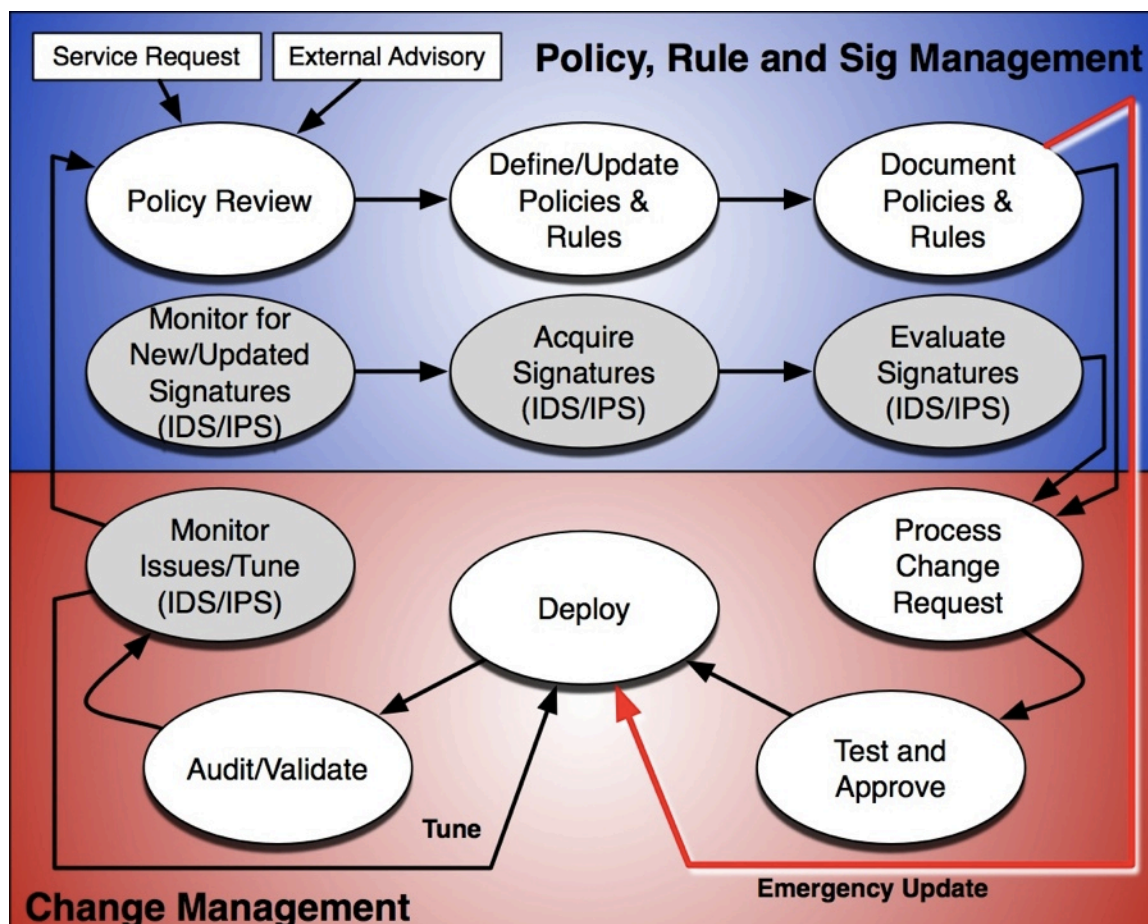 Service Request
External Advisory
Policy, Rule and Sig Management
Policy Review
Define/Update
Policies &
Rules
Document
Policies &
Rules
Monitor for
New/Updated
Signatures
(IDS/IPS)
Acquire
Signatures
(IDS/IPS)
Evaluate
Signatures
(IDS/IPS)
Monitor
Issues/Tune
(IDS/IPS)
Deploy
Process
Change
Request
Audit/Validate
Test and
Approve
Tune
Emergency Update
Change Management